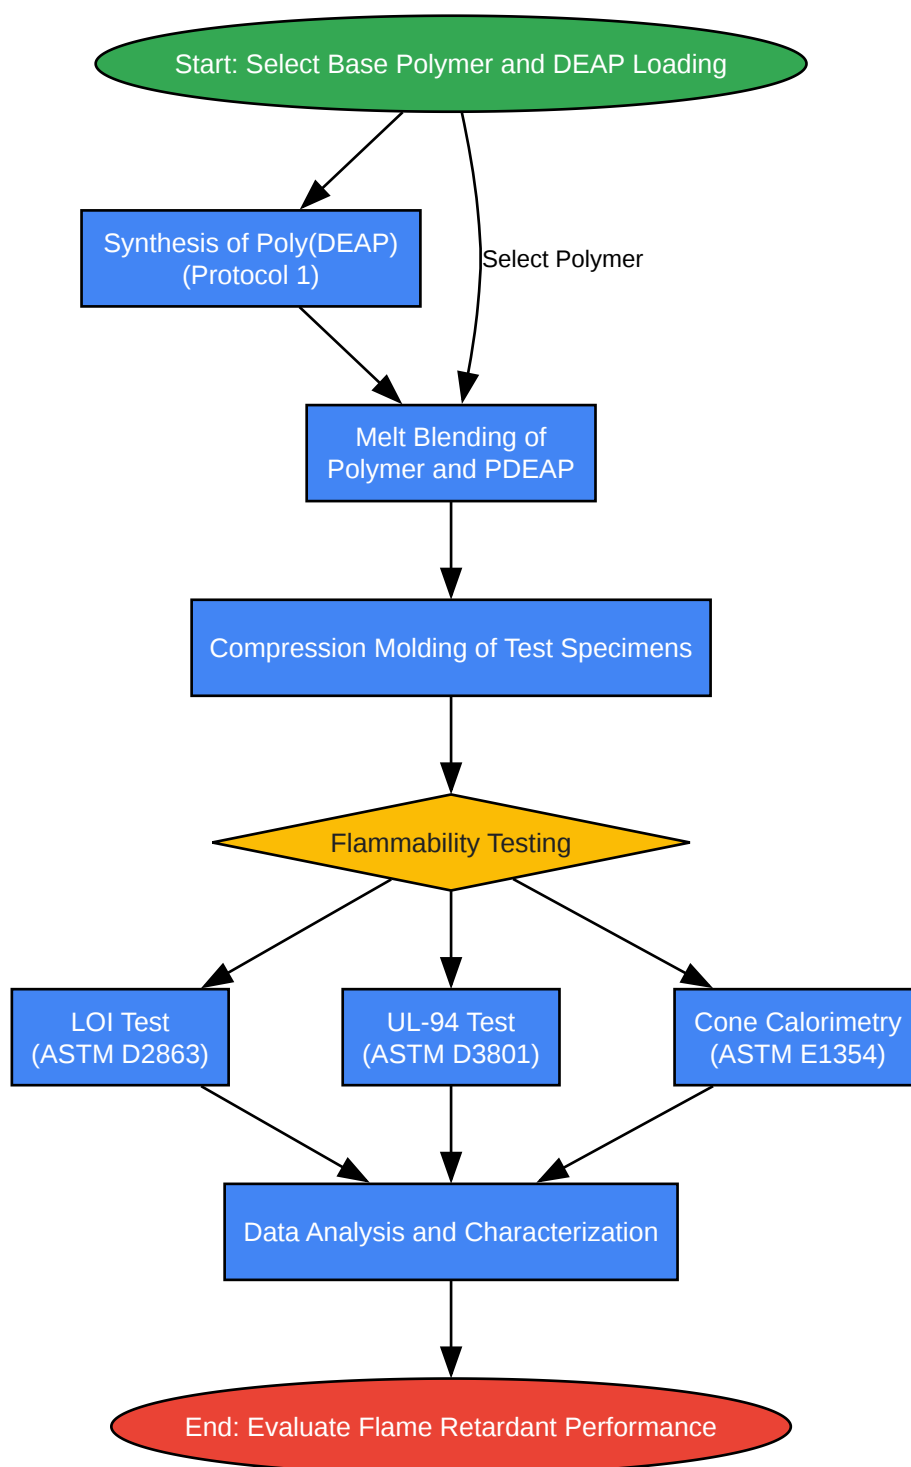 Start: Select Base Polymer and DEAP Loading
Synthesis of Poly(DEAP)
(Protocol 1)
Select Polymer
Melt Blending of
Polymer and PDEAP
Compression Molding of Test Specimens
Flammability Testing
LOI Test
(ASTM D2863)
UL-94 Test
(ASTM D3801)
Cone Calorimetry
(ASTM E1354)
Data Analysis and Characterization
End: Evaluate Flame Retardant Performance